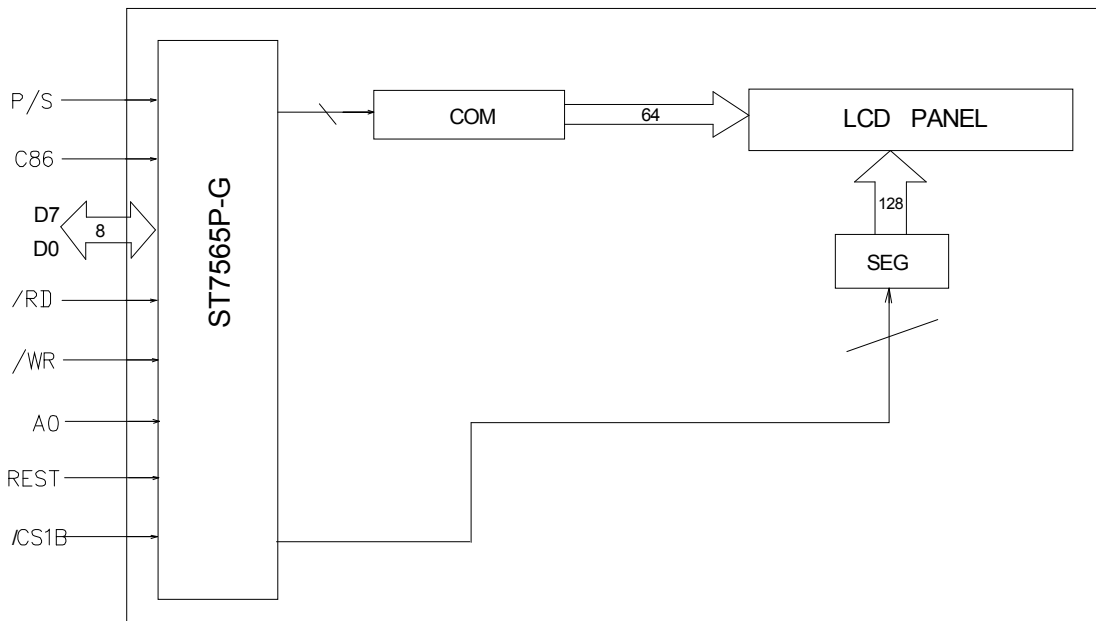 P/S
C86
D7
D0
8
/RD
/WR
A0
REST
/CS1B
ST7565P-G
COM
64
LCD PANEL
128
SEG